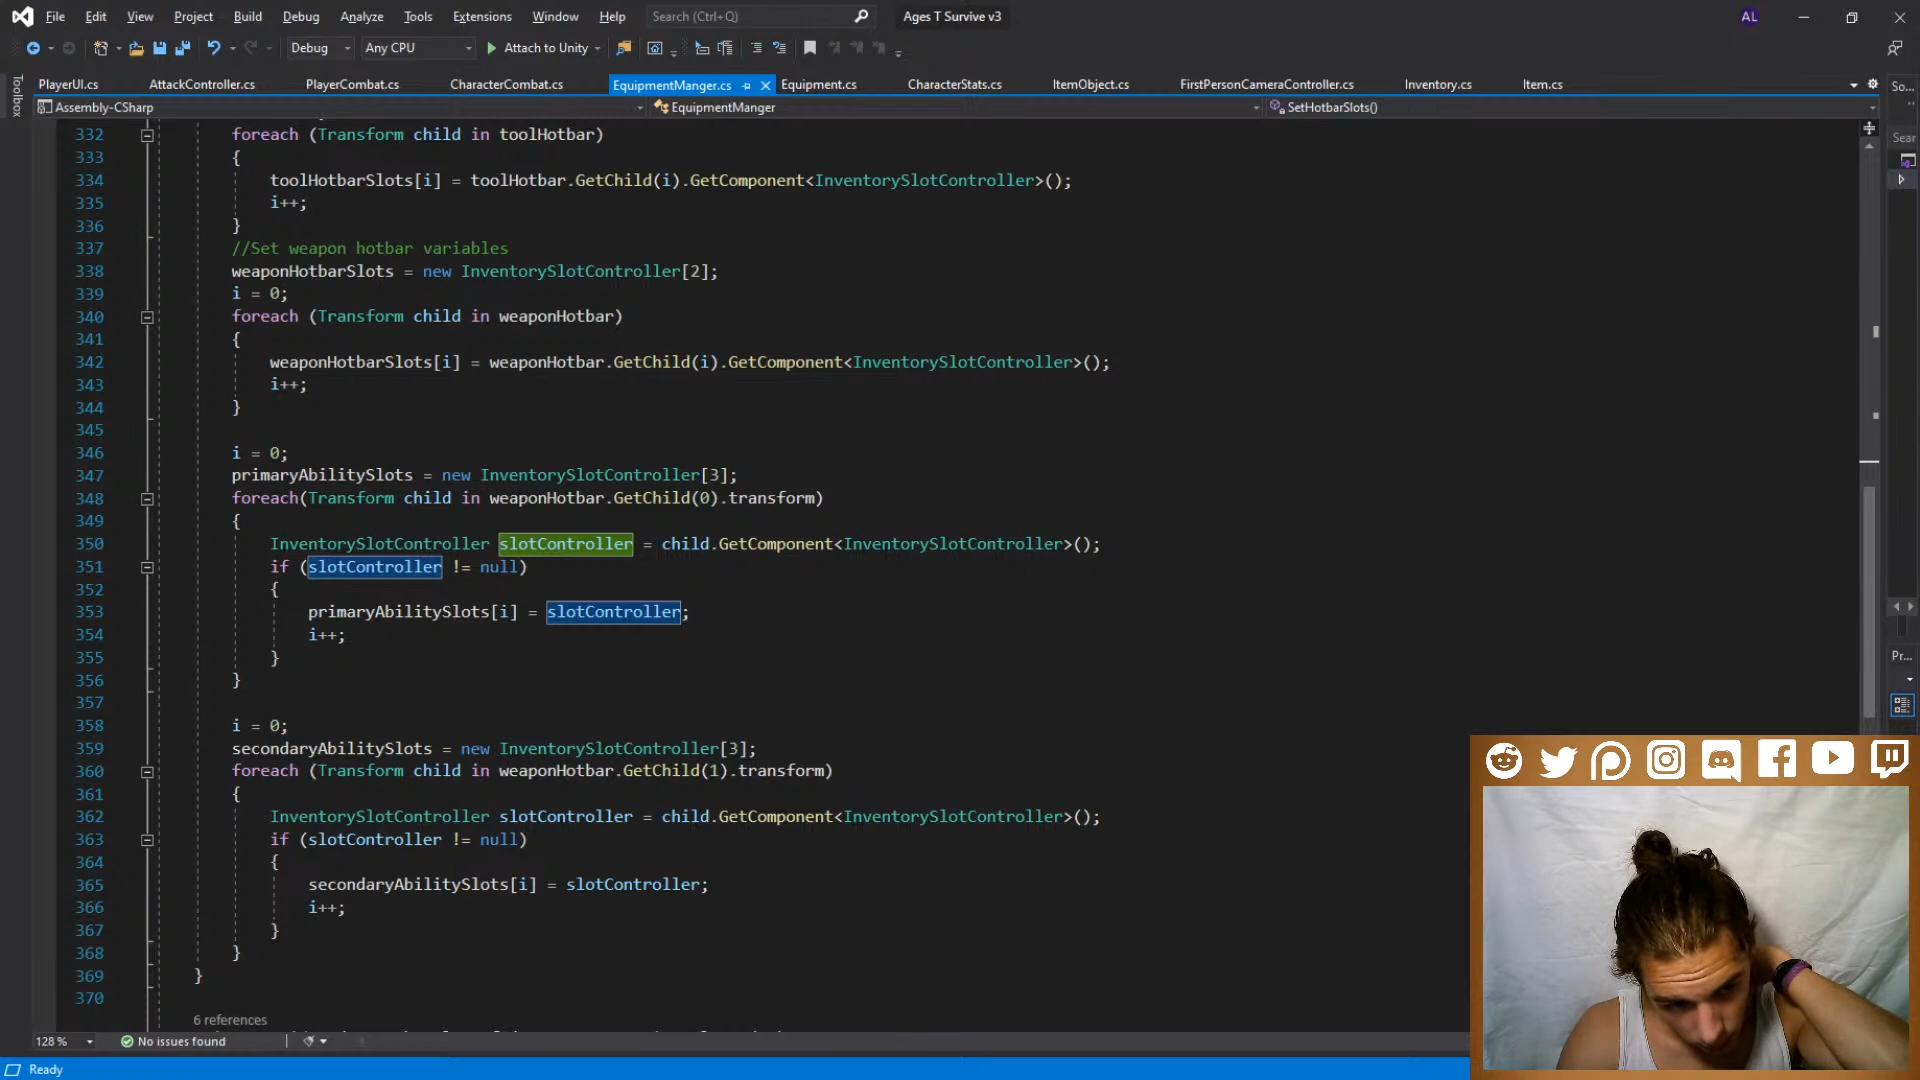 File Edit View Project Build Debug Analyze Tools Extensions Window Help Search (Ctrl+Q) Ages T Survive v3 AL
Debug Any CPU Attach to Unity
PlayerUI.cs AttackController.cs PlayerCombat.cs CharacterCombat.cs EquipmentManger.cs Equipment.cs CharacterStats.cs ItemObject.cs FirstPersonCameraController.cs Inventory.cs Item.cs
Toolbox
So...
Assembly-CSharp EquipmentManger SetHotbarSlots()
Sear
332 foreach (Transform child in toolHotbar)
333 {
334 toolHotbarSlots[i] = toolHotbar.GetChild(i).GetComponent<InventorySlotController>();
335 i++;
336 }
337 //Set weapon hotbar variables
338 weaponHotbarSlots = new InventorySlotController[2];
339 i = 0;
340 foreach (Transform child in weaponHotbar)
341 {
342 weaponHotbarSlots[i] = weaponHotbar.GetChild(i).GetComponent<InventorySlotController>();
343 i++;
344 }
345
346 i = 0;
347 primaryAbilitySlots = new InventorySlotController[3];
348 foreach(Transform child in weaponHotbar.GetChild(0).transform)
349 {
350 InventorySlotController slotController = child.GetComponent<InventorySlotController>();
351 if (slotController != null)
352 {
353 primaryAbilitySlots[i] = slotController;
354 i++;
355 }
356 }
357
358 i = 0;
359 secondaryAbilitySlots = new InventorySlotController[3];
360 foreach (Transform child in weaponHotbar.GetChild(1).transform)
361 {
362 InventorySlotController slotController = child.GetComponent<InventorySlotController>();
363 if (slotController != null)
364 {
365 secondaryAbilitySlots[i] = slotController;
366 i++;
367 }
368 }
369 }
370
6 references
Pr...
128 % No issues found
Ready